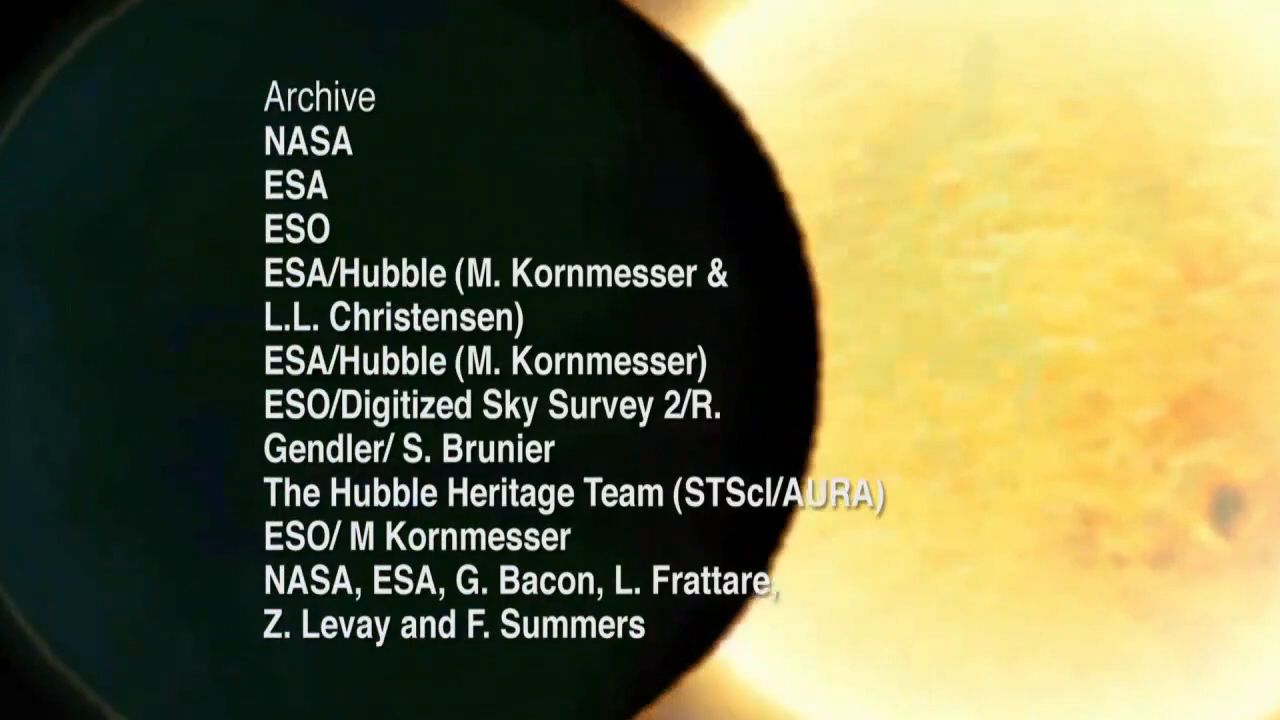 Archive
NASA
ESA
ESO
ESA/Hubble (M. Kornmesser &
L.L. Christensen)
ESA/Hubble (M. Kornmesser)
ESO/Digitized Sky Survey 2/R.
Gendler/ S. Brunier
The Hubble Heritage Team (STScI/AURA)
ESO/ M Kornmesser
NASA, ESA, G. Bacon, L. Frattare,
Z. Levay and F. Summers